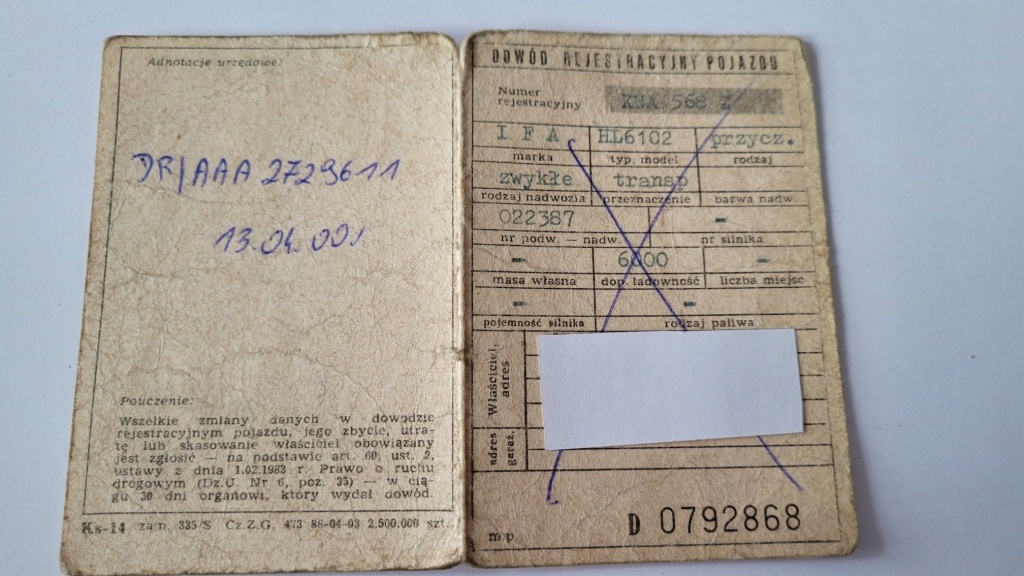 Adnotacje urzędowe:
DR/AAA 2729611
13.04.00r
Pouczenie:
Wszelkie zmiany danych w dowodzie
rejestracyjnym pojazdu, jego zbycie, utra-
tę lub skasowanie właściciel obowiązany
jest zgłosić — na podstawie art. 60, ust. 2,
ustawy z dnia 1.02.1983 r. Prawo o ruchu
drogowym (Dz.U. Nr 6, poz. 35) — w cią-
gu 30 dni organowi, który wydał dowód.
Ks-14 zam. 335/S Cz.Z.G. 473 86-04-03 2.500.000 szt.
DOWÓD REJESTRACYJNY POJAZDU
Numer
rejestracyjny KNA 568 Z
I F A HL6102 przycz.
marka typ, model rodzaj
zwykłe transp
rodzaj nadwozia przeznaczenie barwa nadw.
022387 -
nr podw. — nadw. nr silnika
- 6000 -
masa własna dop. ładowność liczba miejsc
- -
pojemność silnika rodzaj paliwa
Właściciel,
adres
adres
garaż.
m.p. D 0792868